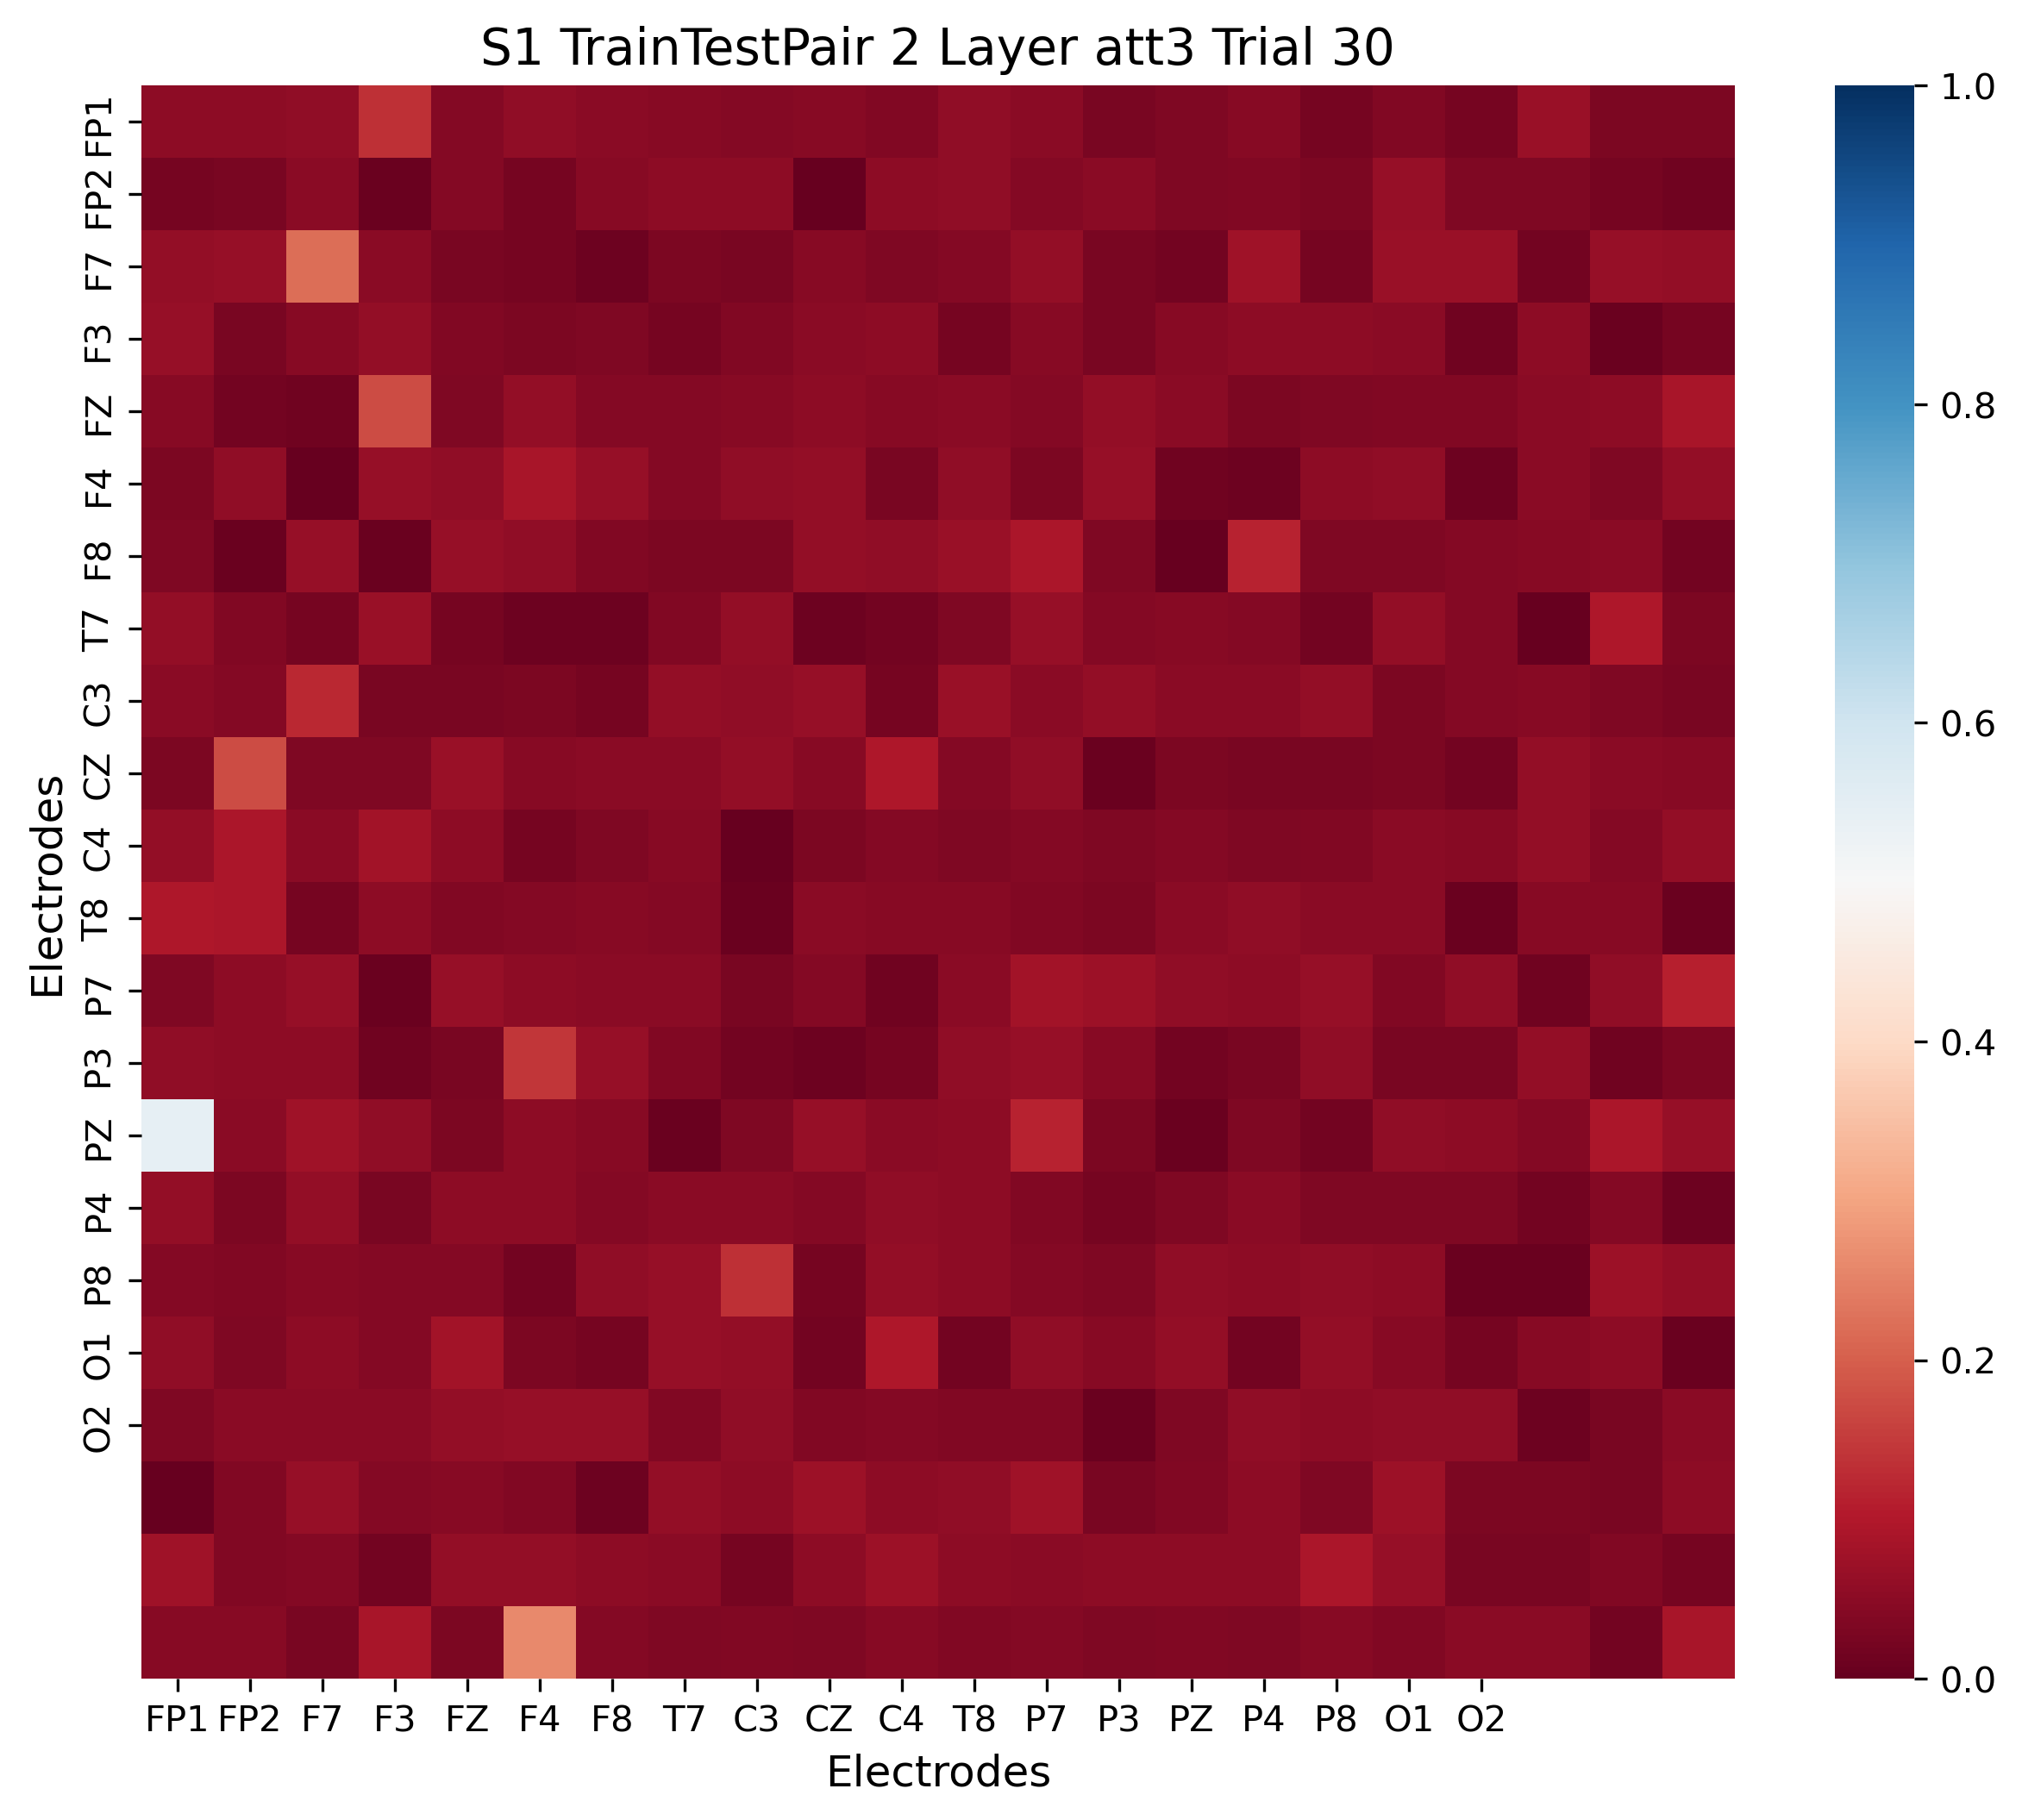 S1 TrainTestPair 2 Layer att3 Trial 30
Electrodes
FP1
FP2
F7
F3
FZ
F4
F8
T7
C3
CZ
C4
T8
P7
P3
PZ
P4
P8
O1
O2
1.0
0.8
0.6
0.4
0.2
0.0
FP1 FP2 F7 F3 FZ F4 F8 T7 C3 CZ C4 T8 P7 P3 PZ P4 P8 O1 O2
Electrodes